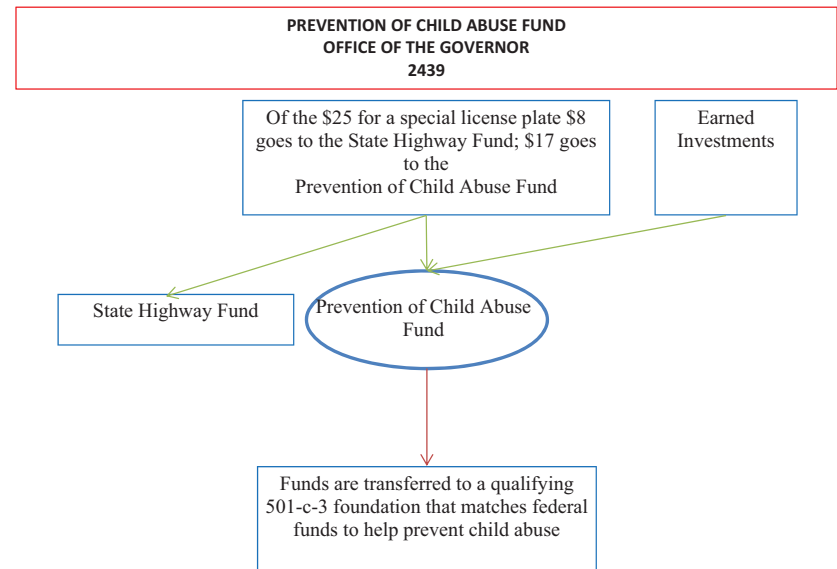 PREVENTION OF CHILD ABUSE FUND
OFFICE OF THE GOVERNOR
2439
Of the $25 for a special license plate $8
goes to the State Highway Fund; $17 goes
to the
Prevention of Child Abuse Fund
Earned
Investments
State Highway Fund
Prevention of Child Abuse
Fund
Funds are transferred to a qualifying
501-c-3 foundation that matches federal
funds to help prevent child abuse